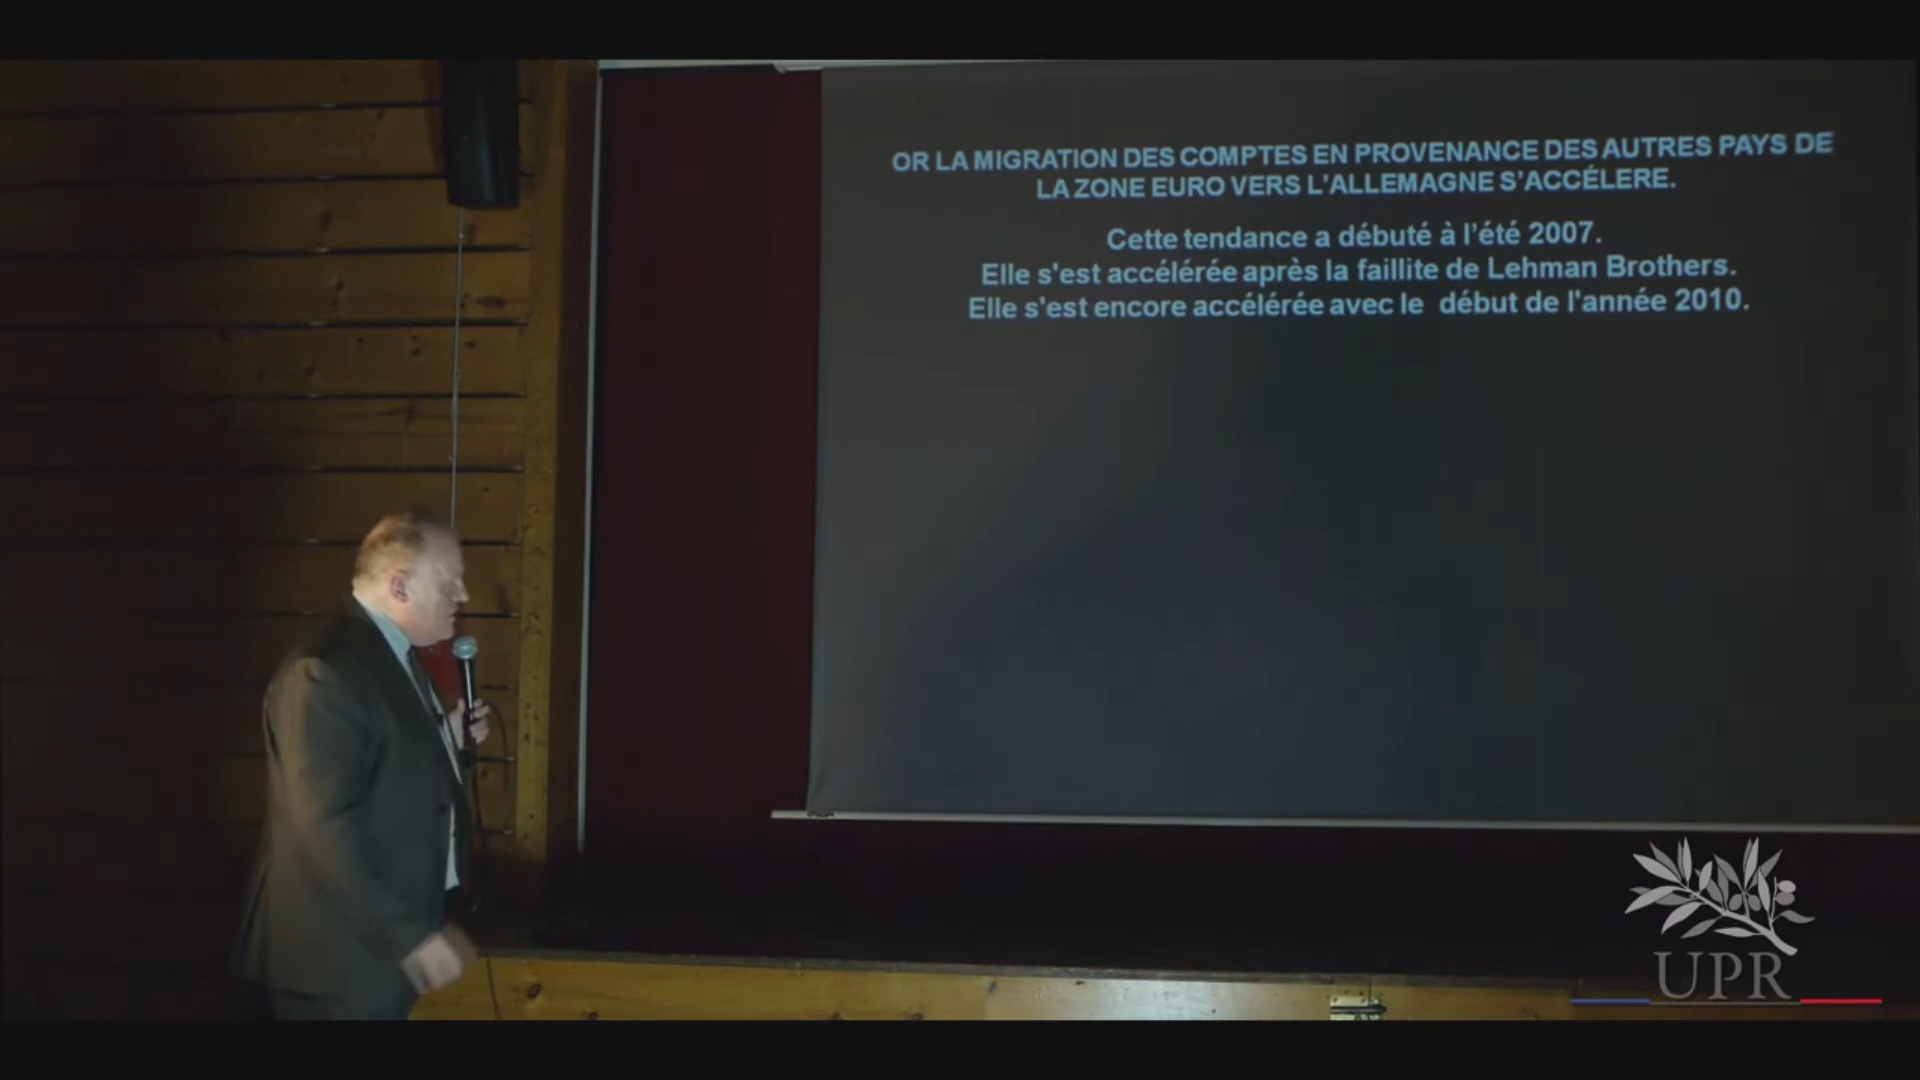 OR LA MIGRATION DES COMPTES EN PROVENANCE DES AUTRES PAYS DE
LA ZONE EURO VERS L'ALLEMAGNE S'ACCÉLERE.
Cette tendance a débuté à l'été 2007.
Elle s'est accélérée après la faillite de Lehman Brothers.
Elle s'est encore accélérée avec le début de l'année 2010.
UPR